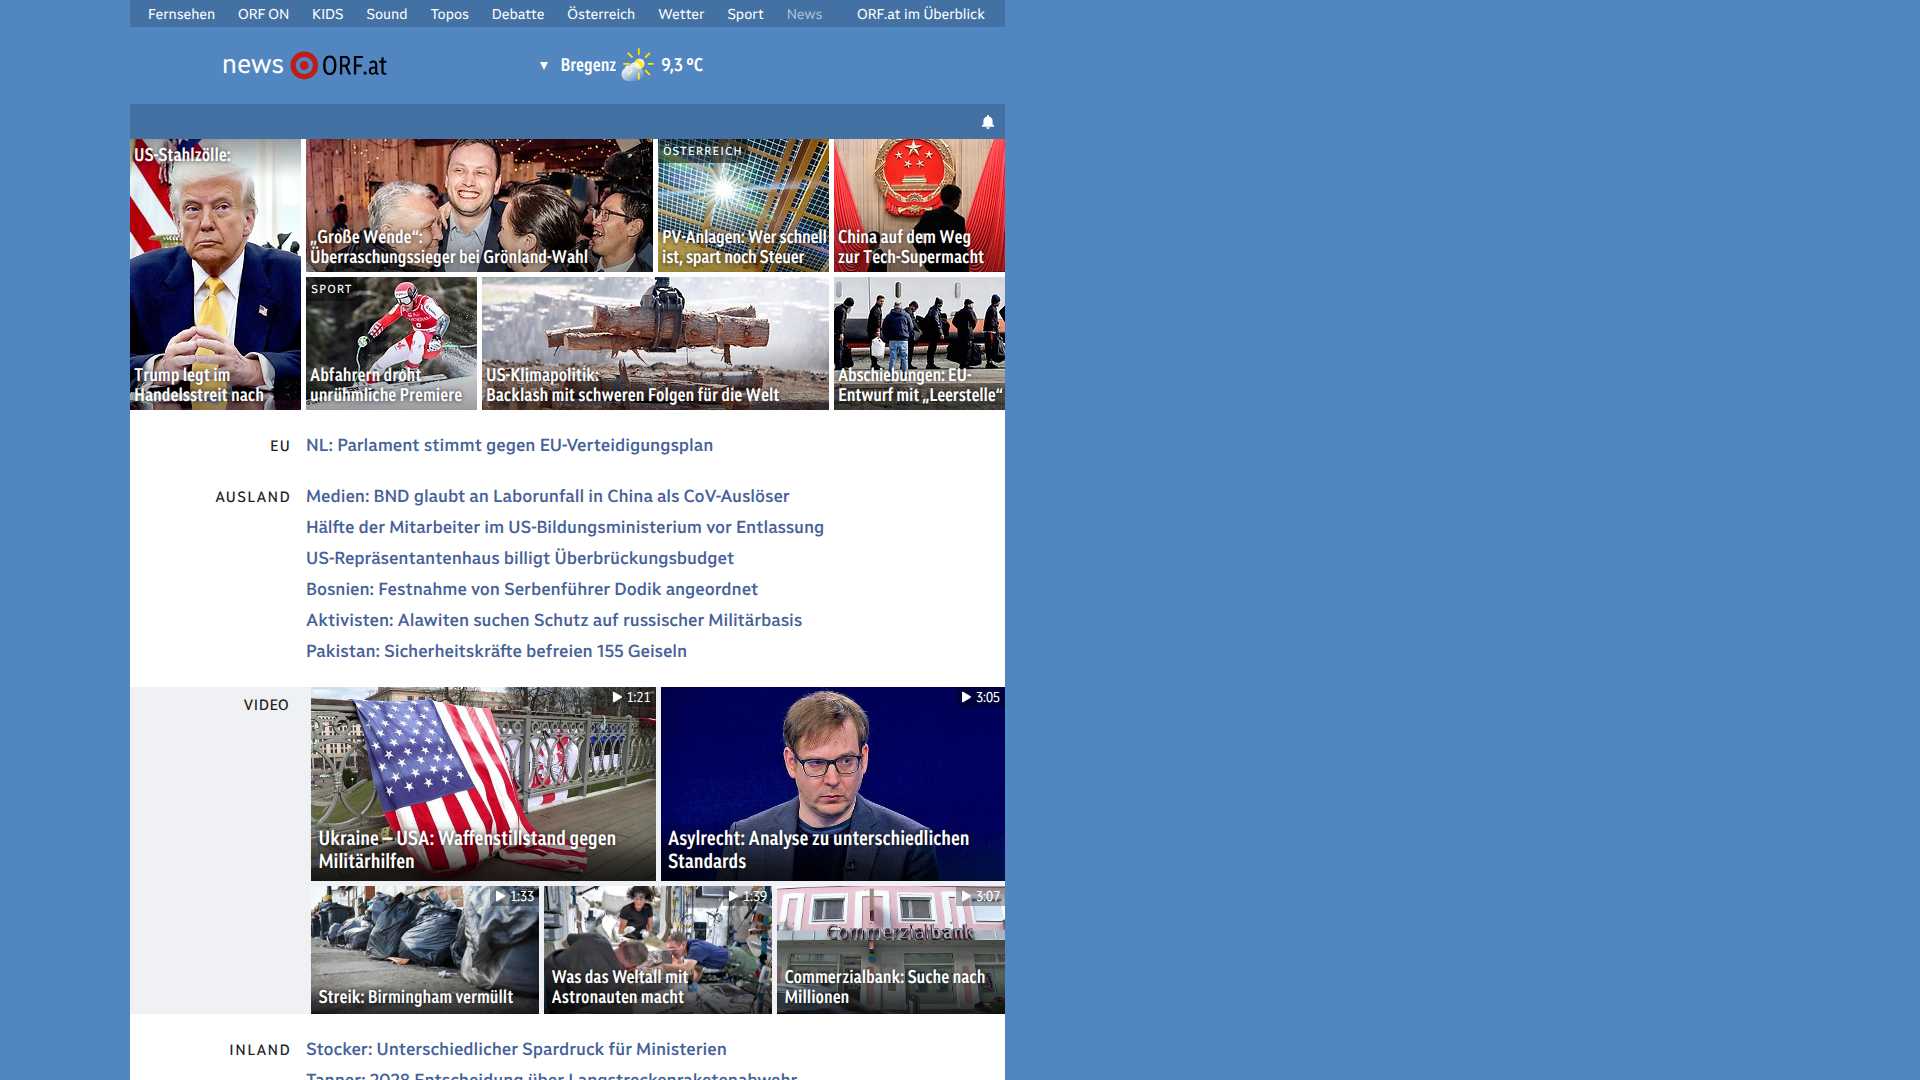 Fernsehen ORF ON KIDS Sound Topos Debatte Österreich Wetter Sport News ORF.at im Überblick
news ORF.at
▼ Bregenz 9,3 °C
US-Stahlzölle:
Trump legt im
Handelsstreit nach
„Große Wende“:
Überraschungssieger bei Grönland-Wahl
ÖSTERREICH
PV-Anlagen: Wer schnell
ist, spart noch Steuer
China auf dem Weg
zur Tech-Supermacht
SPORT
Abfahrern droht
unrühmliche Premiere
US-Klimapolitik:
Backlash mit schweren Folgen für die Welt
Abschiebungen: EU-
Entwurf mit „Leerstelle“
EU
NL: Parlament stimmt gegen EU-Verteidigungsplan
AUSLAND
Medien: BND glaubt an Laborunfall in China als CoV-Auslöser
Hälfte der Mitarbeiter im US-Bildungsministerium vor Entlassung
US-Repräsentantenhaus billigt Überbrückungsbudget
Bosnien: Festnahme von Serbenführer Dodik angeordnet
Aktivisten: Alawiten suchen Schutz auf russischer Militärbasis
Pakistan: Sicherheitskräfte befreien 155 Geiseln
VIDEO
1:21
Ukraine – USA: Waffenstillstand gegen
Militärhilfen
3:05
Asylrecht: Analyse zu unterschiedlichen
Standards
1:33
Streik: Birmingham vermüllt
1:39
Was das Weltall mit
Astronauten macht
3:07
Commerzialbank
Commerzialbank: Suche nach
Millionen
INLAND
Stocker: Unterschiedlicher Spardruck für Ministerien
Tanner: 2028 Entscheidung über Langstreckenraketenabwehr